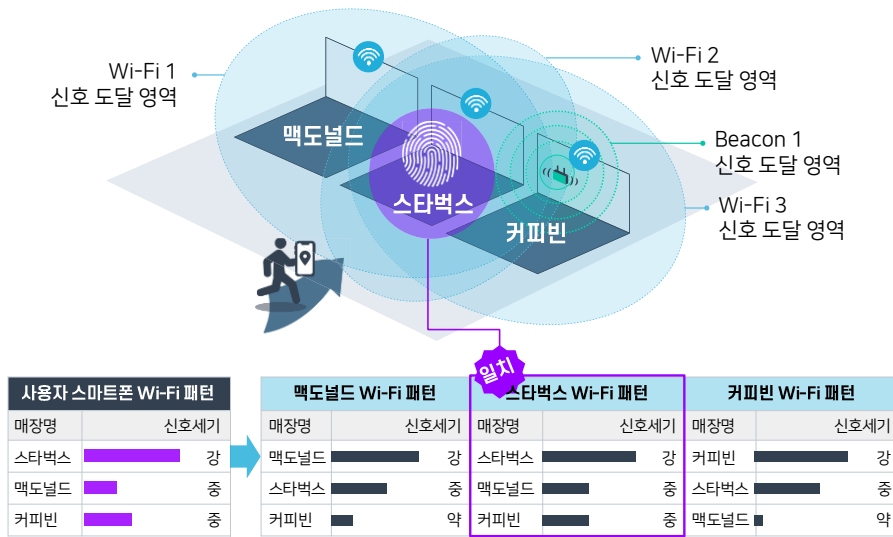 Wi-Fi 1
신호 도달 영역
Wi-Fi 2
신호 도달 영역
맥도널드
Beacon 1
신호 도달 영역
스타벅스
Wi-Fi 3
신호 도달 영역
커피빈
일치
사용자 스마트폰 Wi-Fi 패턴
매장명 신호세기
스타벅스 강
맥도널드 중
커피빈 중
맥도널드 Wi-Fi 패턴
매장명 신호세기
맥도널드 강
스타벅스 중
커피빈 약
스타벅스 Wi-Fi 패턴
매장명 신호세기
스타벅스 강
맥도널드 중
커피빈 중
커피빈 Wi-Fi 패턴
매장명 신호세기
커피빈 강
스타벅스 중
맥도널드 약